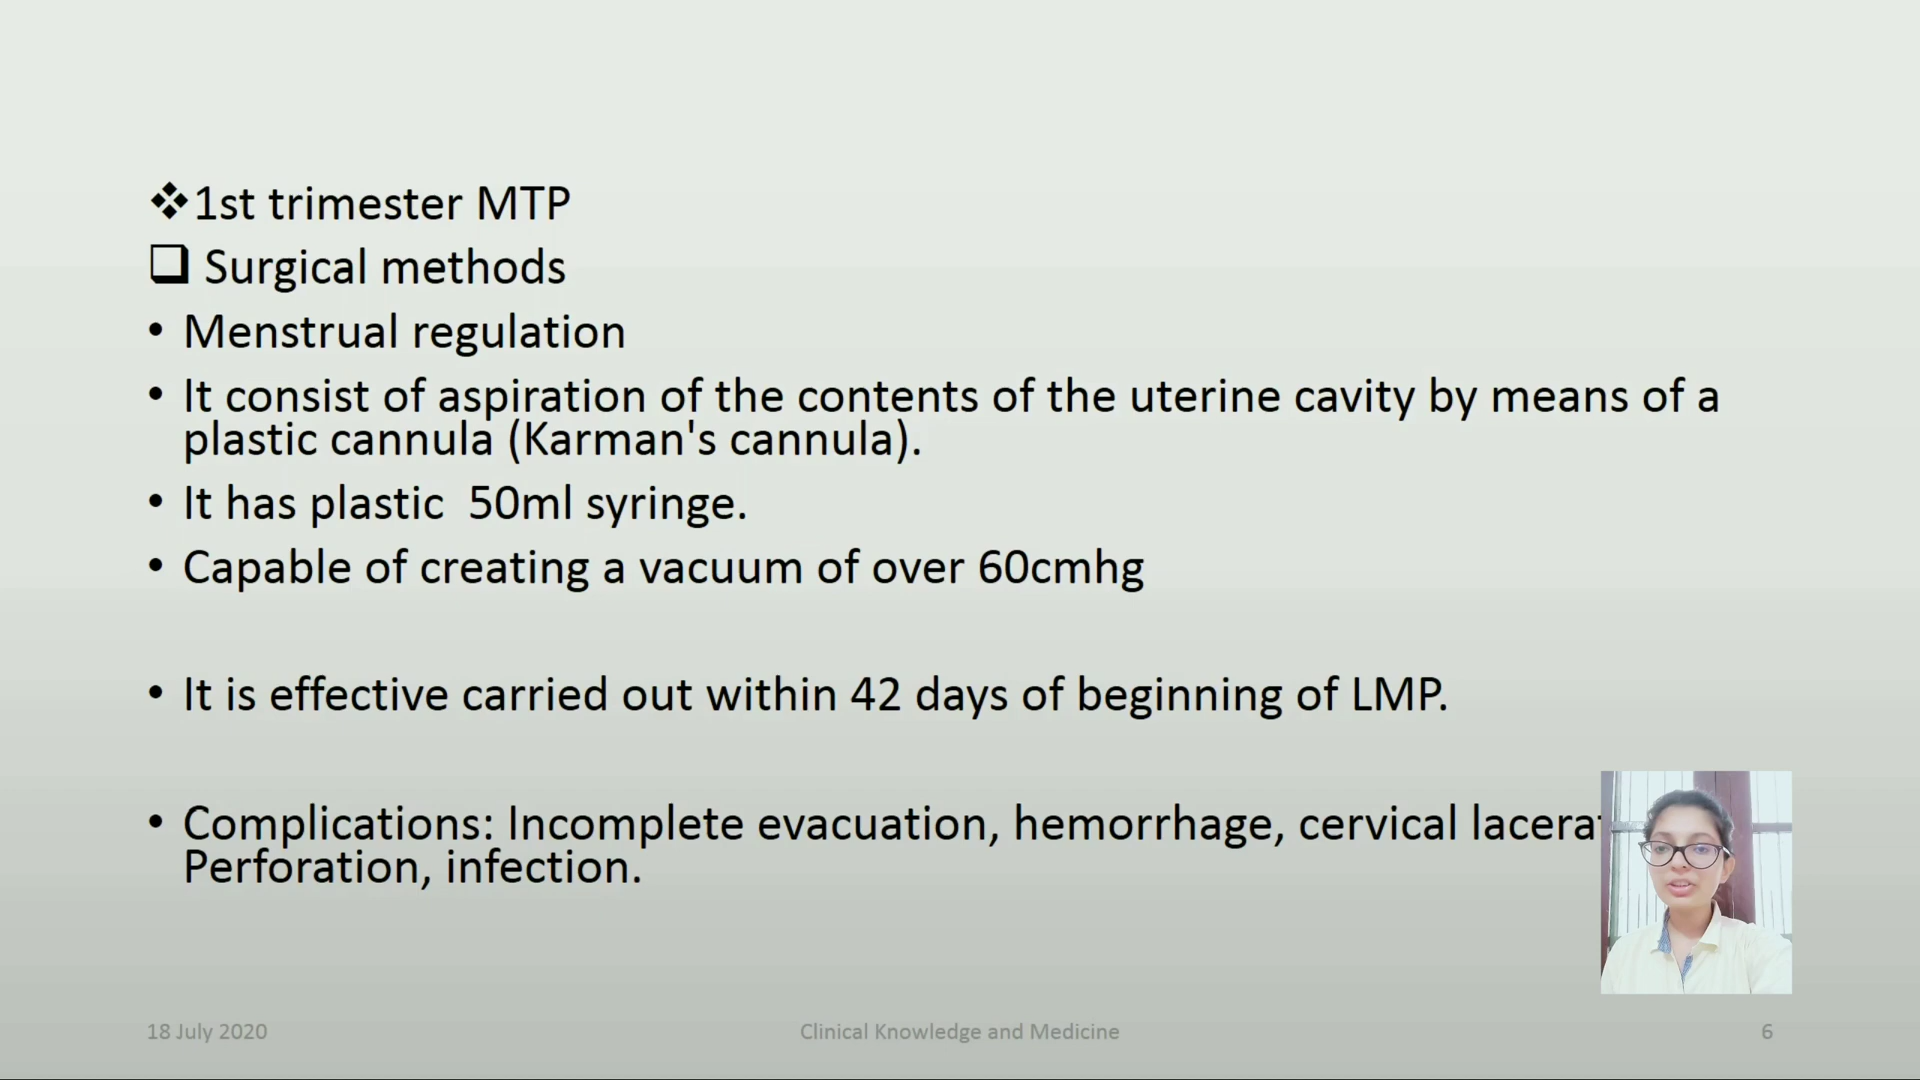 ❖1st trimester MTP
❑ Surgical methods
• Menstrual regulation
• It consist of aspiration of the contents of the uterine cavity by means of a
plastic cannula (Karman's cannula).
• It has plastic  50ml syringe.
• Capable of creating a vacuum of over 60cmhg
• It is effective carried out within 42 days of beginning of LMP.
• Complications: Incomplete evacuation, hemorrhage, cervical
Perforation, infection.
18 July 2020
Clinical Knowledge and Medicine
6